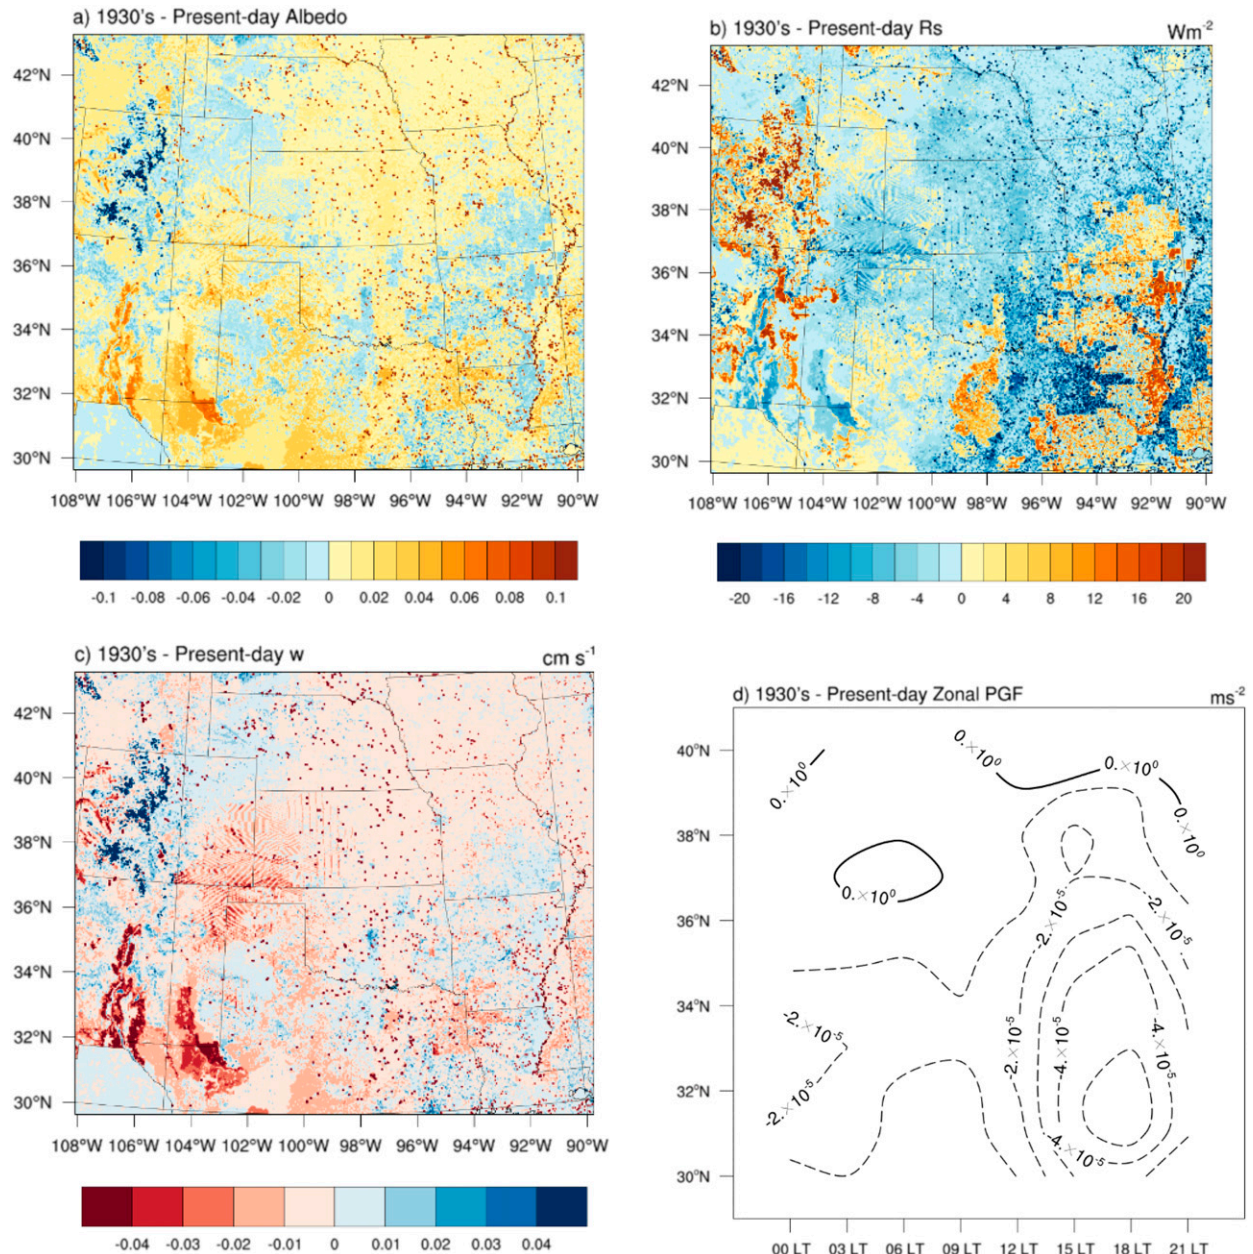 a) 1930's - Present-day Albedo
42°N
40°N
38°N
36°N
34°N
32°N
30°N
108°W 106°W 104°W 102°W 100°W 98°W 96°W 94°W 92°W 90°W
-0.1 -0.08 -0.06 -0.04 -0.02 0 0.02 0.04 0.06 0.08 0.1
b) 1930's - Present-day Rs Wm-2
42°N
40°N
38°N
36°N
34°N
32°N
30°N
108°W 106°W 104°W 102°W 100°W 98°W 96°W 94°W 92°W 90°W
-20 -16 -12 -8 -4 0 4 8 12 16 20
c) 1930's - Present-day w cm s-1
42°N
40°N
38°N
36°N
34°N
32°N
30°N
108°W 106°W 104°W 102°W 100°W 98°W 96°W 94°W 92°W 90°W
-0.04 -0.03 -0.02 -0.01 0 0.01 0.02 0.03 0.04
d) 1930's - Present-day Zonal PGF ms-2
40°N
38°N
36°N
34°N
32°N
30°N
0.×10⁰
0.×10⁰
0.×10⁰
0.×10⁰
0.×10⁰
-2.×10⁻⁵
-2.×10⁻⁵
-2.×10⁻⁵
-2.×10⁻⁵
-2.×10⁻⁵
-4.×10⁻⁵
-4.×10⁻⁵
-4.×10⁻⁵
00 LT 03 LT 06 LT 09 LT 12 LT 15 LT 18 LT 21 LT